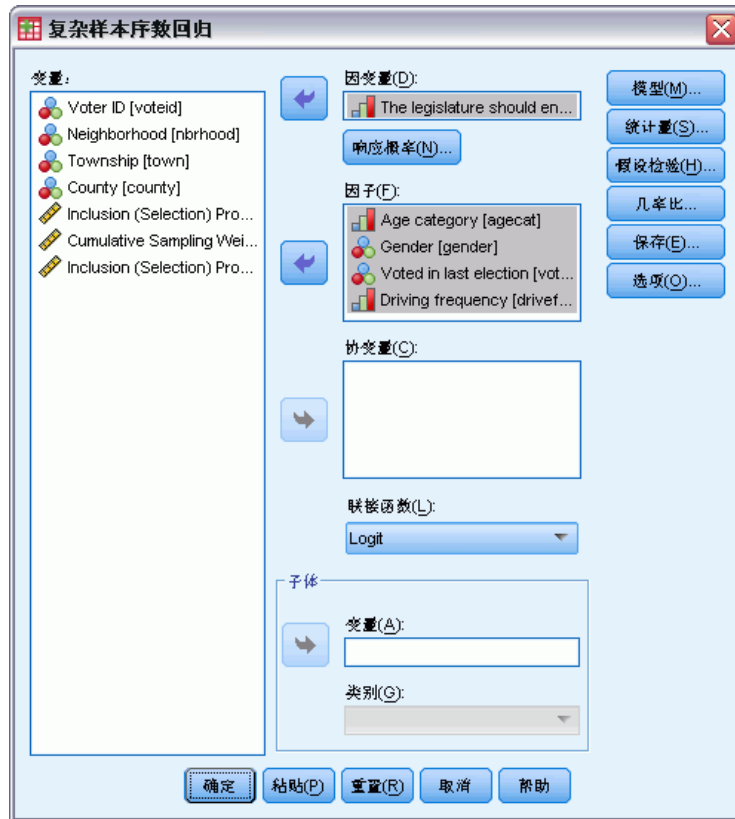 复杂样本序数回归
变量:
Voter ID [voteid]
Neighborhood [nbrhood]
Township [town]
County [county]
Inclusion (Selection) Pro...
Cumulative Sampling Wei...
Inclusion (Selection) Pro...
因变量(D):
The legislature should en...
响应概率(N)...
因子(F):
Age category [agecat]
Gender [gender]
Voted in last election [vot...
Driving frequency [drivef...
协变量(C):
联接函数(L):
Logit
子体
变量(A):
类别(G):
模型(M)...
统计量(S)...
假设检验(H)...
几率比...
保存(E)...
选项(O)...
确定
粘贴(P)
重置(R)
取消
帮助